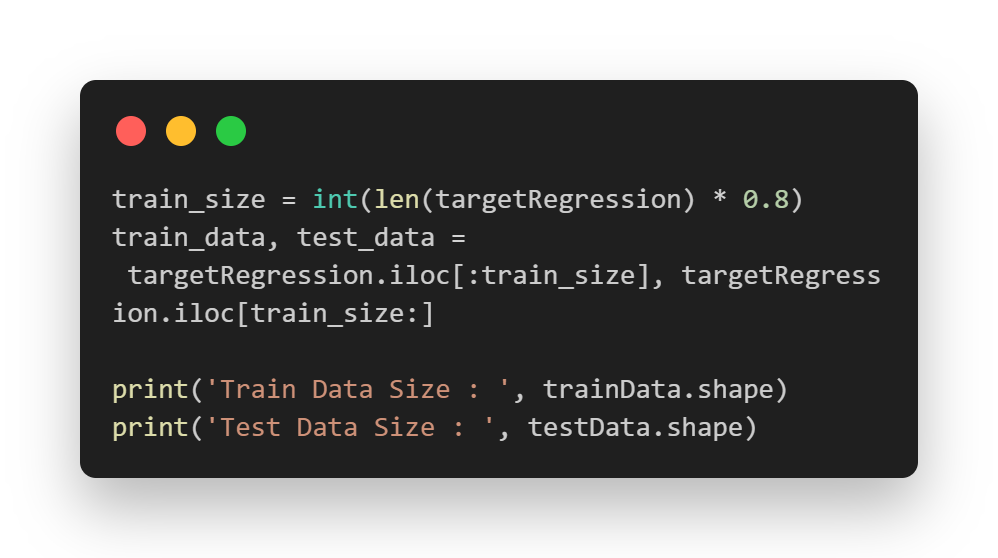 train_size = int(len(targetRegression) * 0.8)
train_data, test_data =
 targetRegression.iloc[:train_size], targetRegress
ion.iloc[train_size:]

print('Train Data Size : ', trainData.shape)
print('Test Data Size : ', testData.shape)